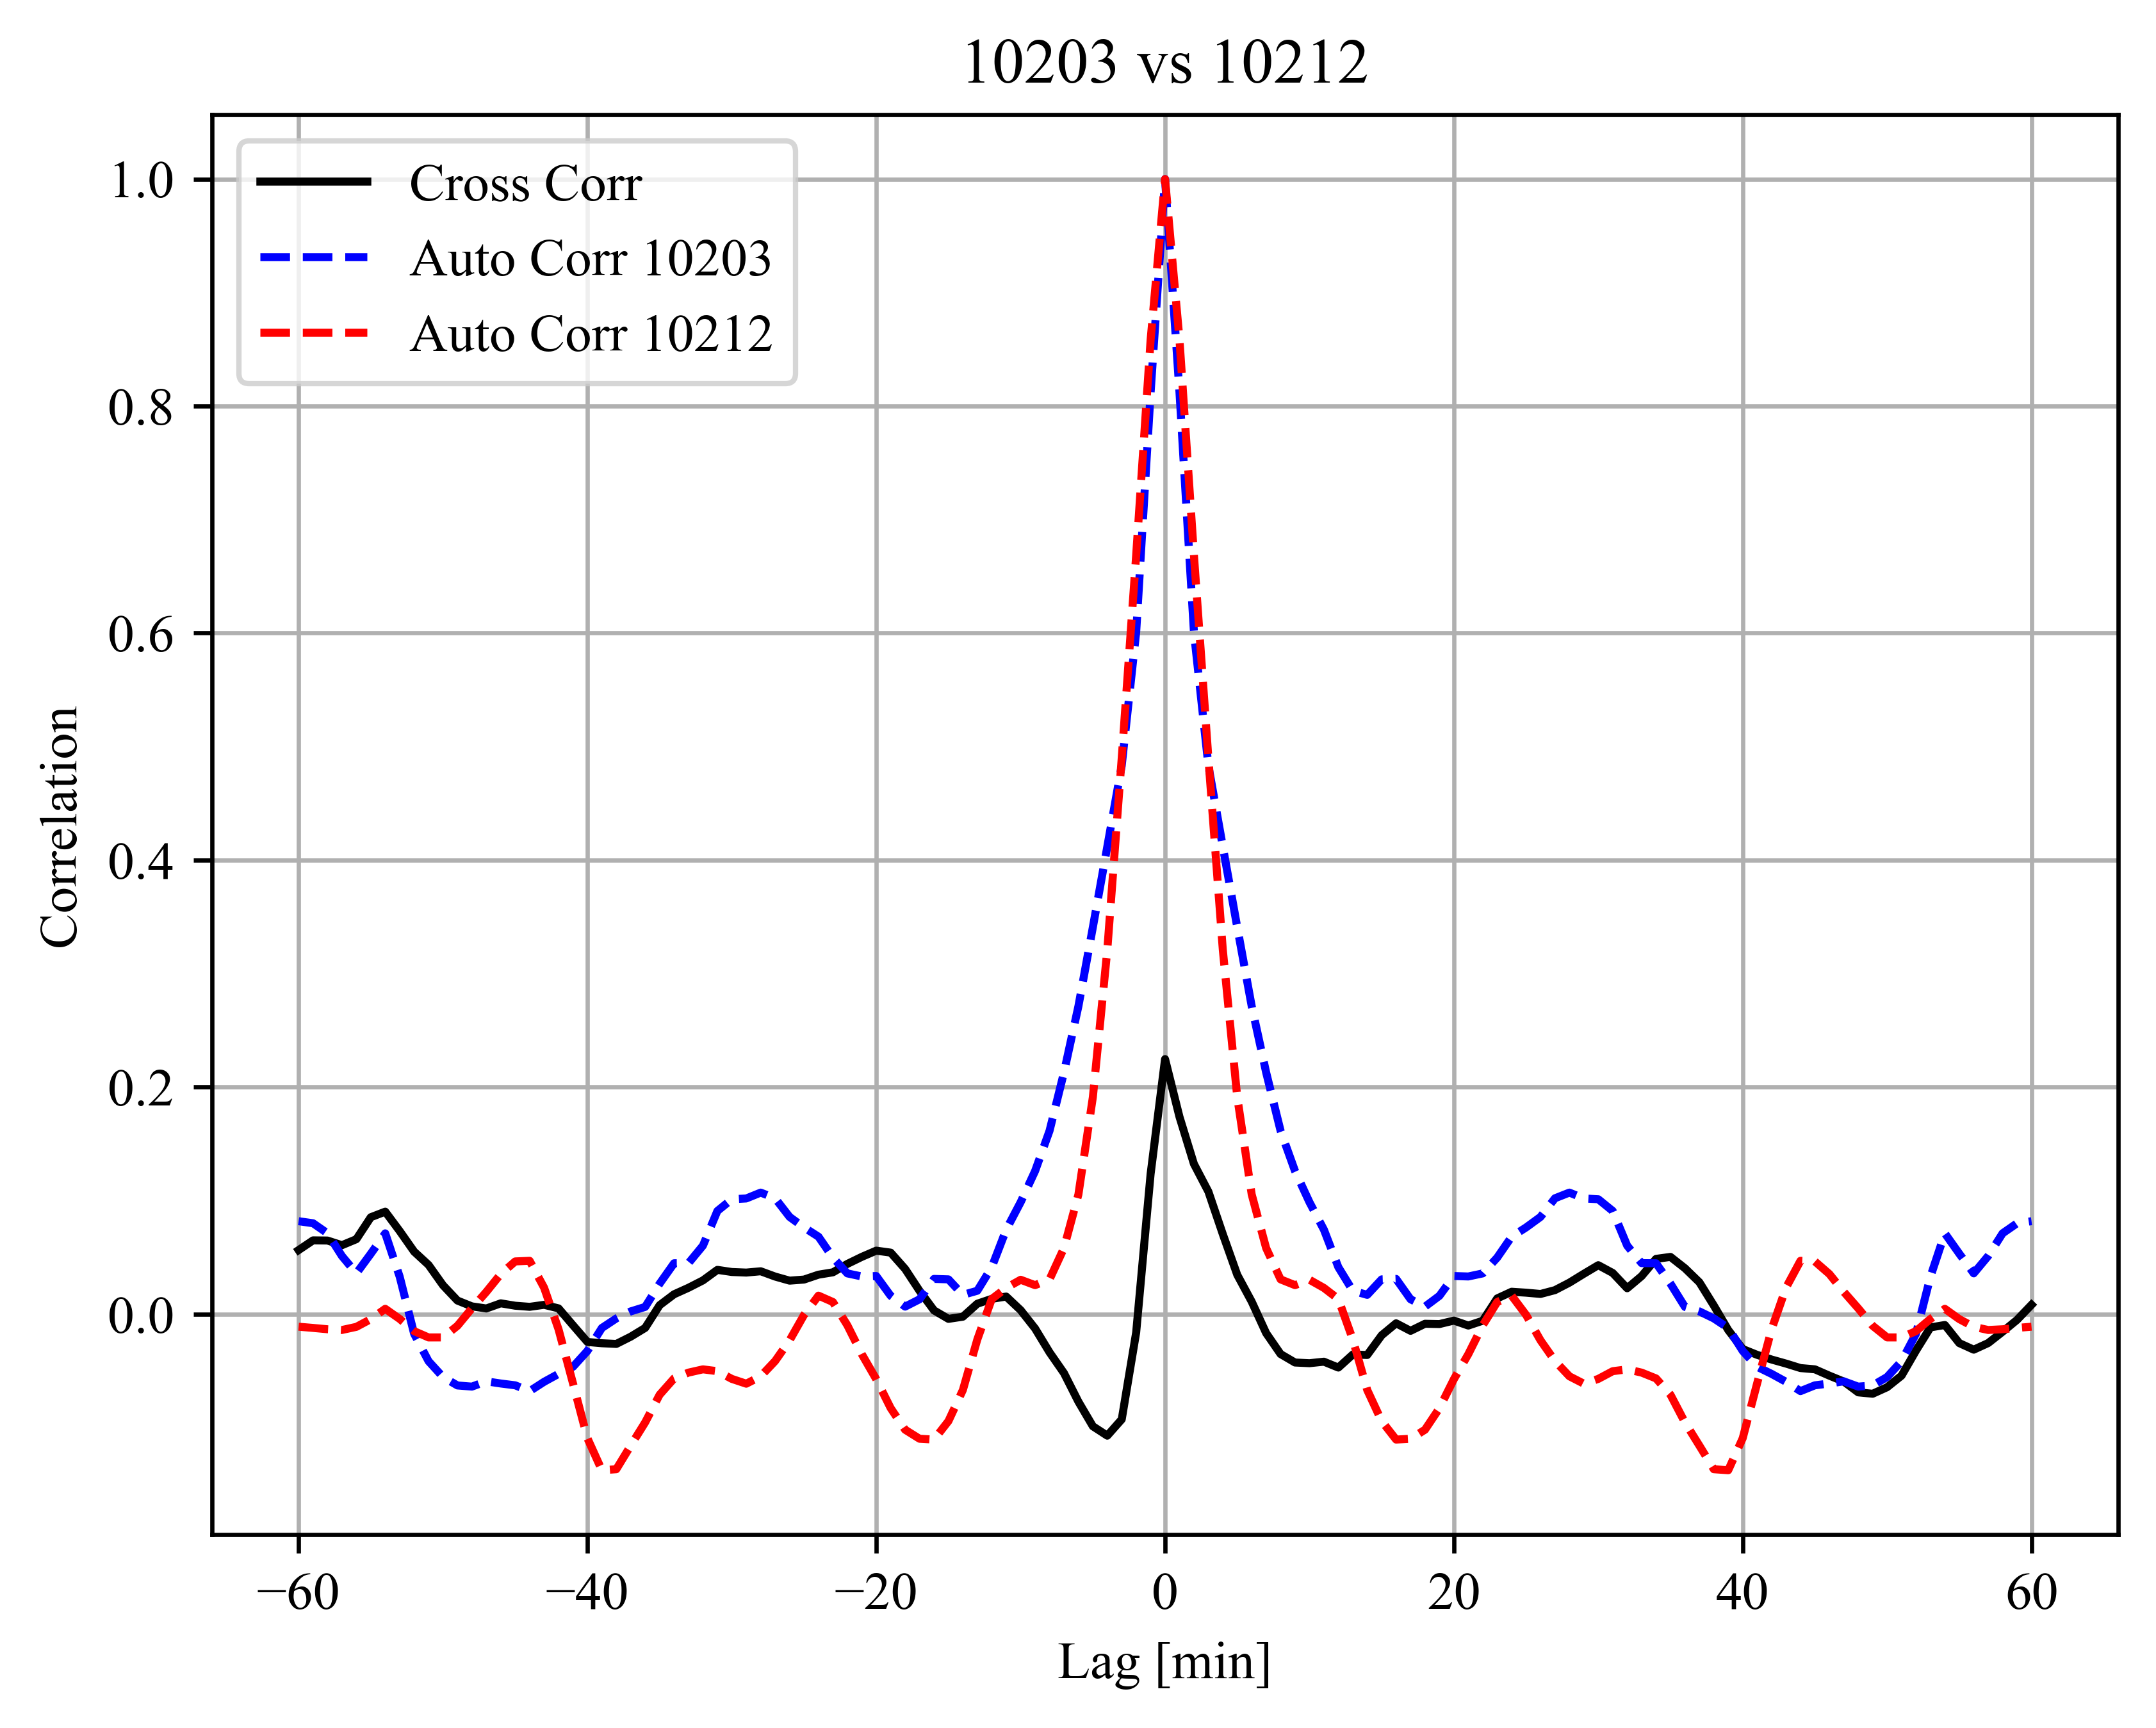 10203 vs 10212
Cross Corr
Auto Corr 10203
Auto Corr 10212
1.0
0.8
0.6
0.4
0.2
0.0
Correlation
−60 −40 −20 0 20 40 60
Lag [min]